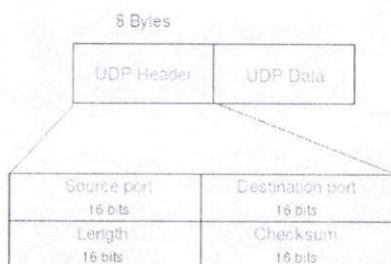 8 Bytes
UDP Header UDP Data
Source port Destination port
16 bits 16 bits
Length Checksum
16 bits 16 bits